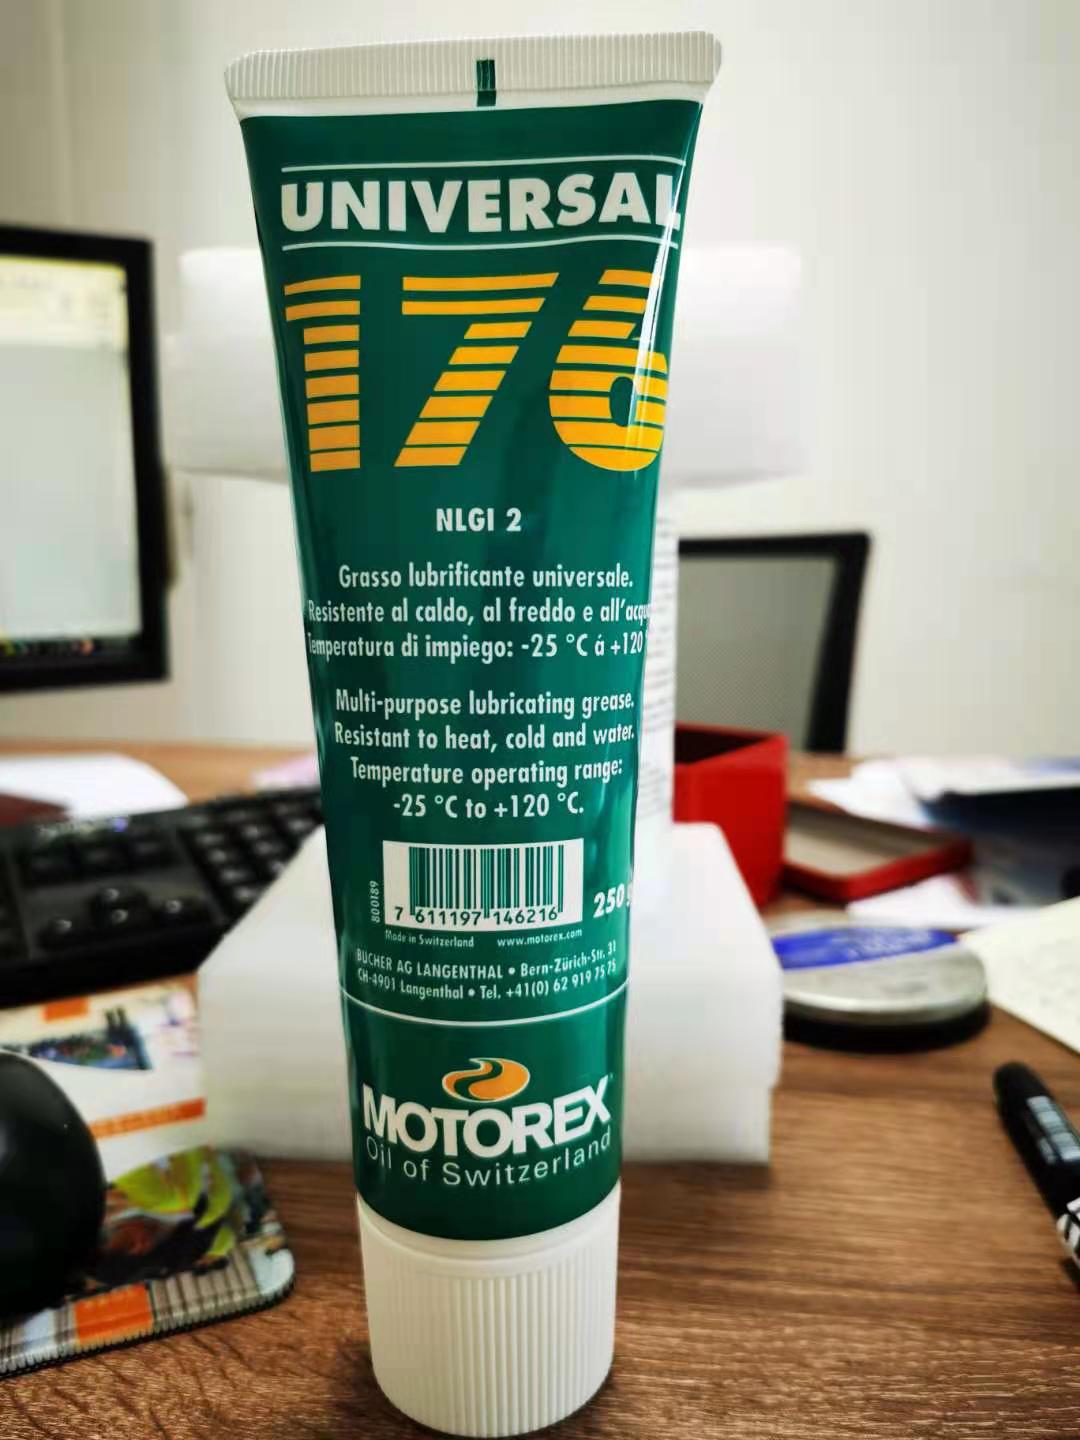 UNIVERSAL
176
NLGI 2
Grasso lubrificante universale.
Resistente al caldo, al freddo e all'acqu
Temperatura di impiego: -25 °C á +120
Multi-purpose lubricating grease.
Resistant to heat, cold and water.
Temperature operating range:
-25 °C to +120 °C.
800189
7 611197 146216
250 g
Made in Switzerland www.motorex.com
BUCHER AG LANGENTHAL • Bern-Zürich-Str. 31
CH-4901 Langenthal • Tel. +41(0) 62 919 75 75
MOTOREX
Oil of Switzerland